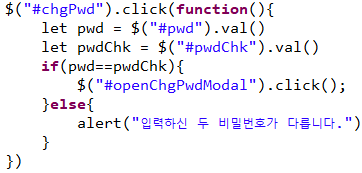 $("#chgPwd").click(function(){
    let pwd = $("#pwd").val()
    let pwdChk = $("#pwdChk").val()
    if(pwd==pwdChk){
        $("#openChgPwdModal").click();
    }else{
        alert("입력하신 두 비밀번호가 다릅니다.")
    }
})